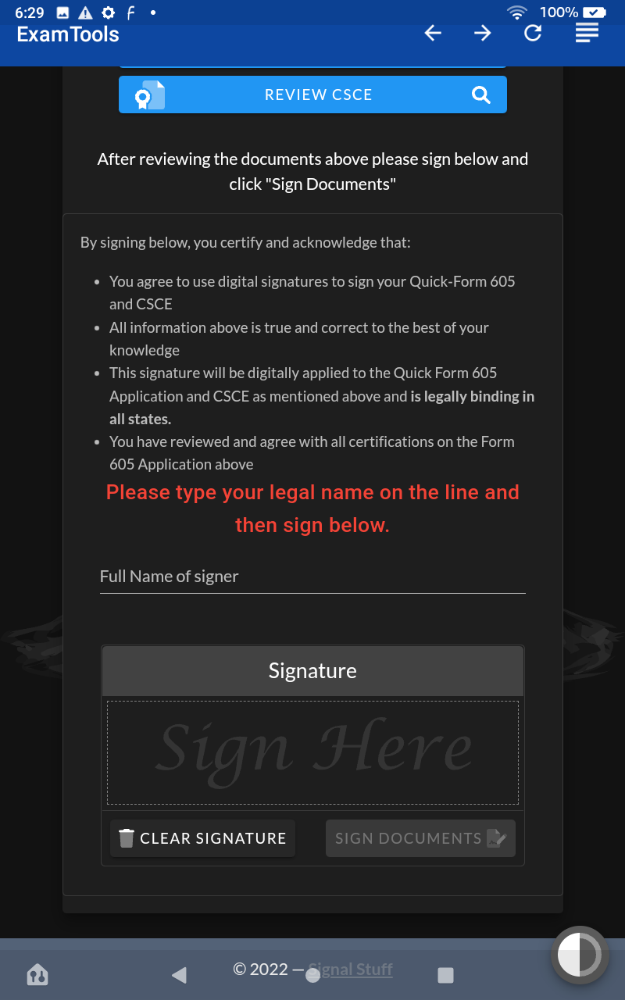 6:29
100%
ExamTools
REVIEW CSCE
After reviewing the documents above please sign below and
click "Sign Documents"
By signing below, you certify and acknowledge that:
• You agree to use digital signatures to sign your Quick-Form 605
and CSCE
• All information above is true and correct to the best of your
knowledge
• This signature will be digitally applied to the Quick Form 605
Application and CSCE as mentioned above and is legally binding in
all states.
• You have reviewed and agree with all certifications on the Form
605 Application above
Please type your legal name on the line and
then sign below.
Full Name of signer
Signature
Sign Here
CLEAR SIGNATURE
SIGN DOCUMENTS
© 2022 — Signal Stuff